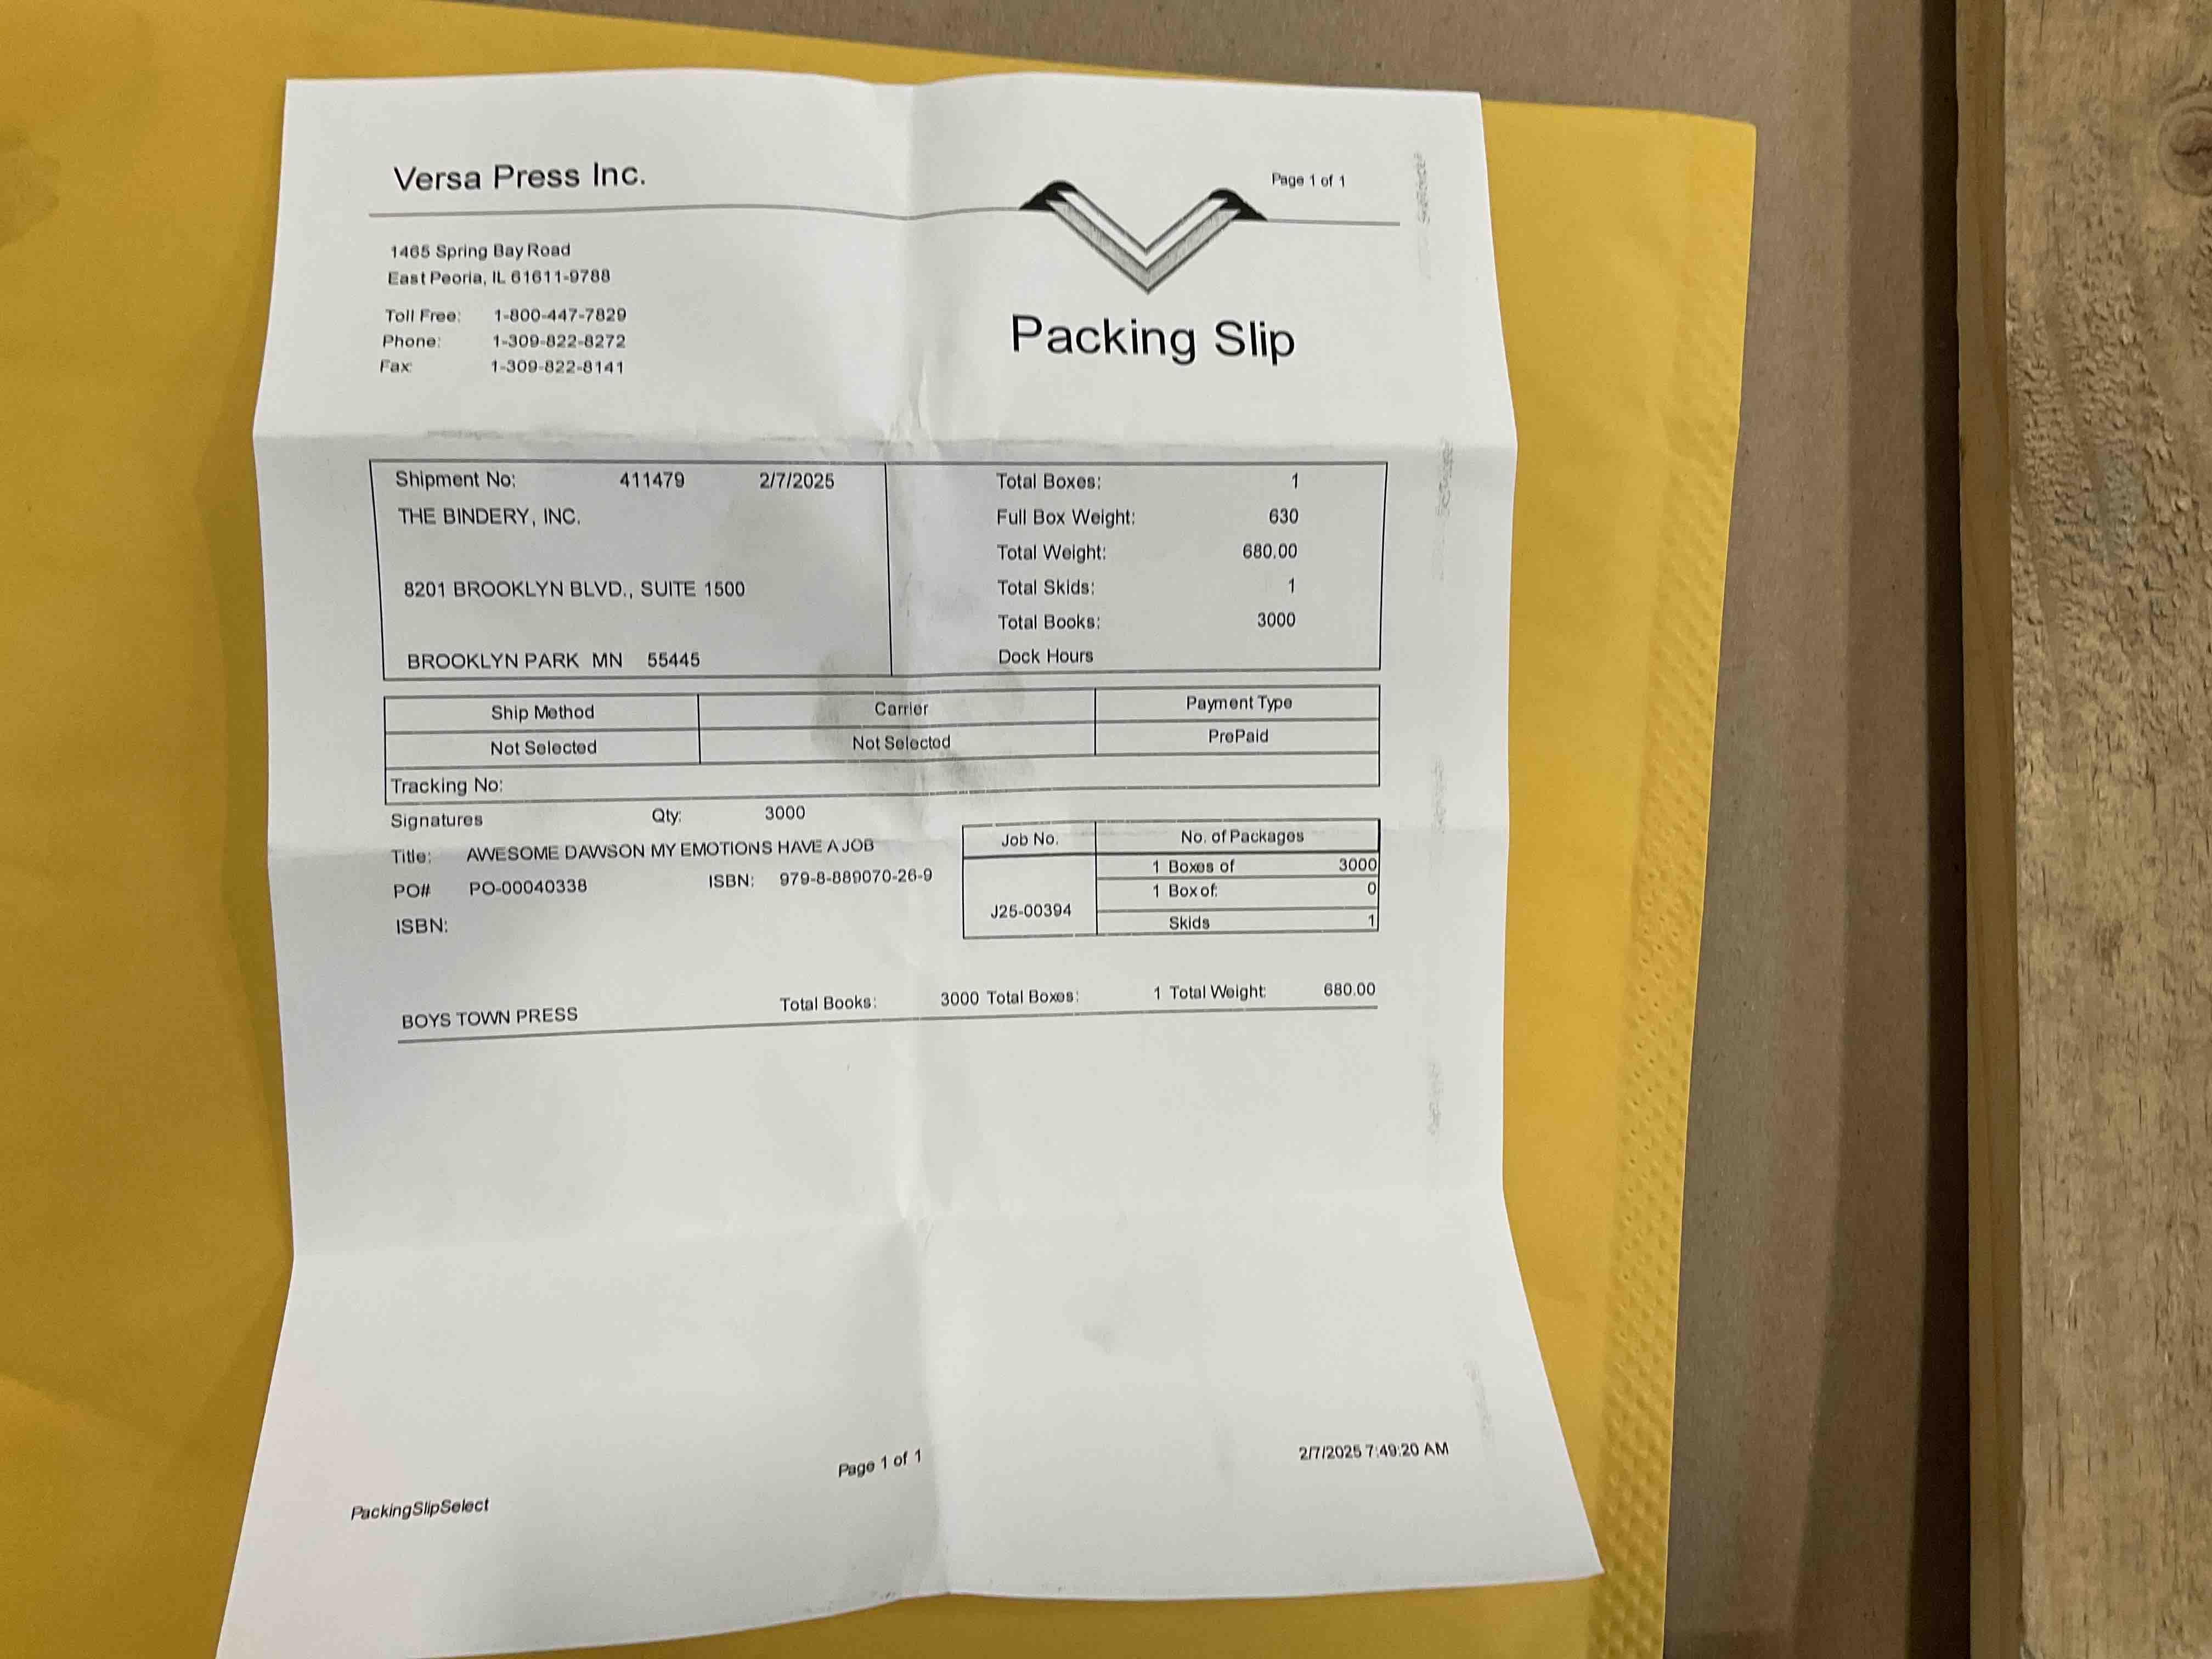 Versa Press Inc.
Page 1 of 1
1465 Spring Bay Road
East Peoria, IL 61611-9788
Toll Free: 1-800-447-7829
Phone: 1-309-822-8272
Fax: 1-309-822-8141
Packing Slip
Shipment No: 411479 2/7/2025
THE BINDERY, INC.
8201 BROOKLYN BLVD., SUITE 1500
BROOKLYN PARK MN 55445
Total Boxes: 1
Full Box Weight: 630
Total Weight: 680.00
Total Skids: 1
Total Books: 3000
Dock Hours
Ship Method Carrier Payment Type
Not Selected Not Selected PrePaid
Tracking No:
Signatures Qty: 3000
Title: AWESOME DAWSON MY EMOTIONS HAVE A JOB
PO# PO-00040338 ISBN: 979-8-889070-26-9
ISBN:
Job No. No. of Packages
1 Boxes of 3000
1 Box of: 0
J25-00394
Skids 1
BOYS TOWN PRESS Total Books: 3000 Total Boxes: 1 Total Weight: 680.00
Page 1 of 1
2/7/2025 7:49:20 AM
PackingSlipSelect